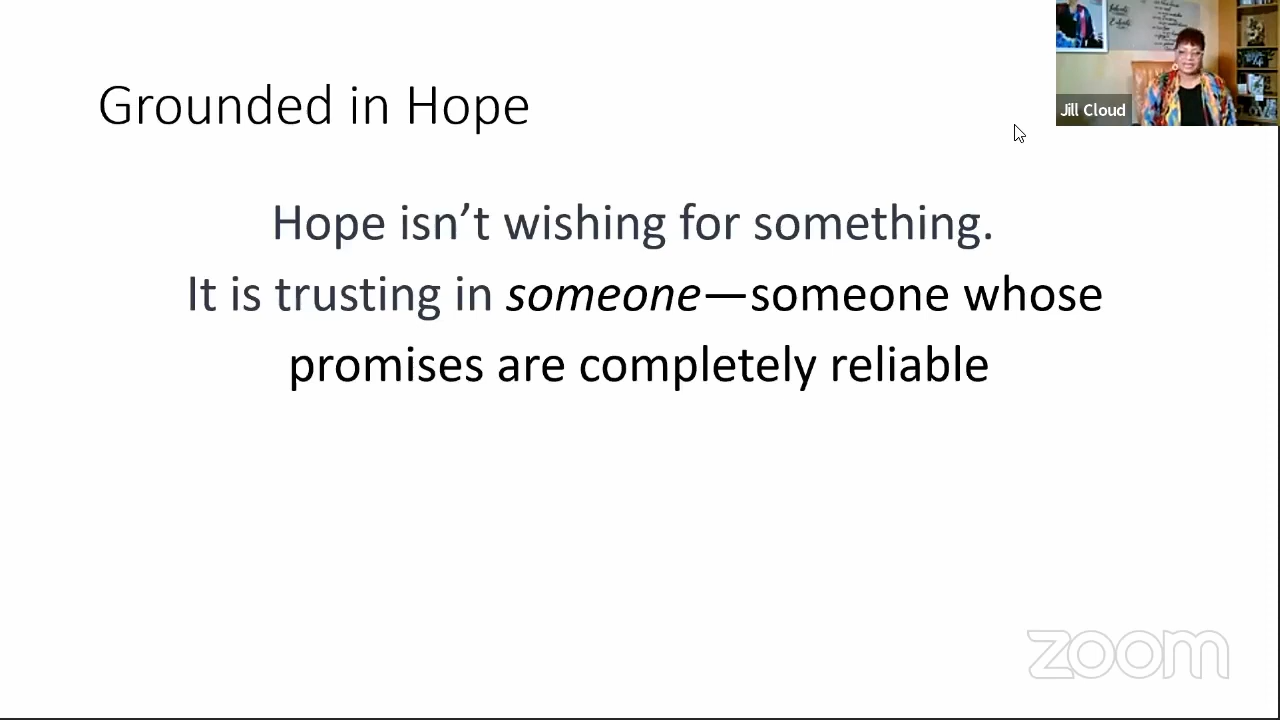 Grounded in Hope
Jill Cloud
Hope isn’t wishing for something.
It is trusting in someone—someone whose
promises are completely reliable
zoom